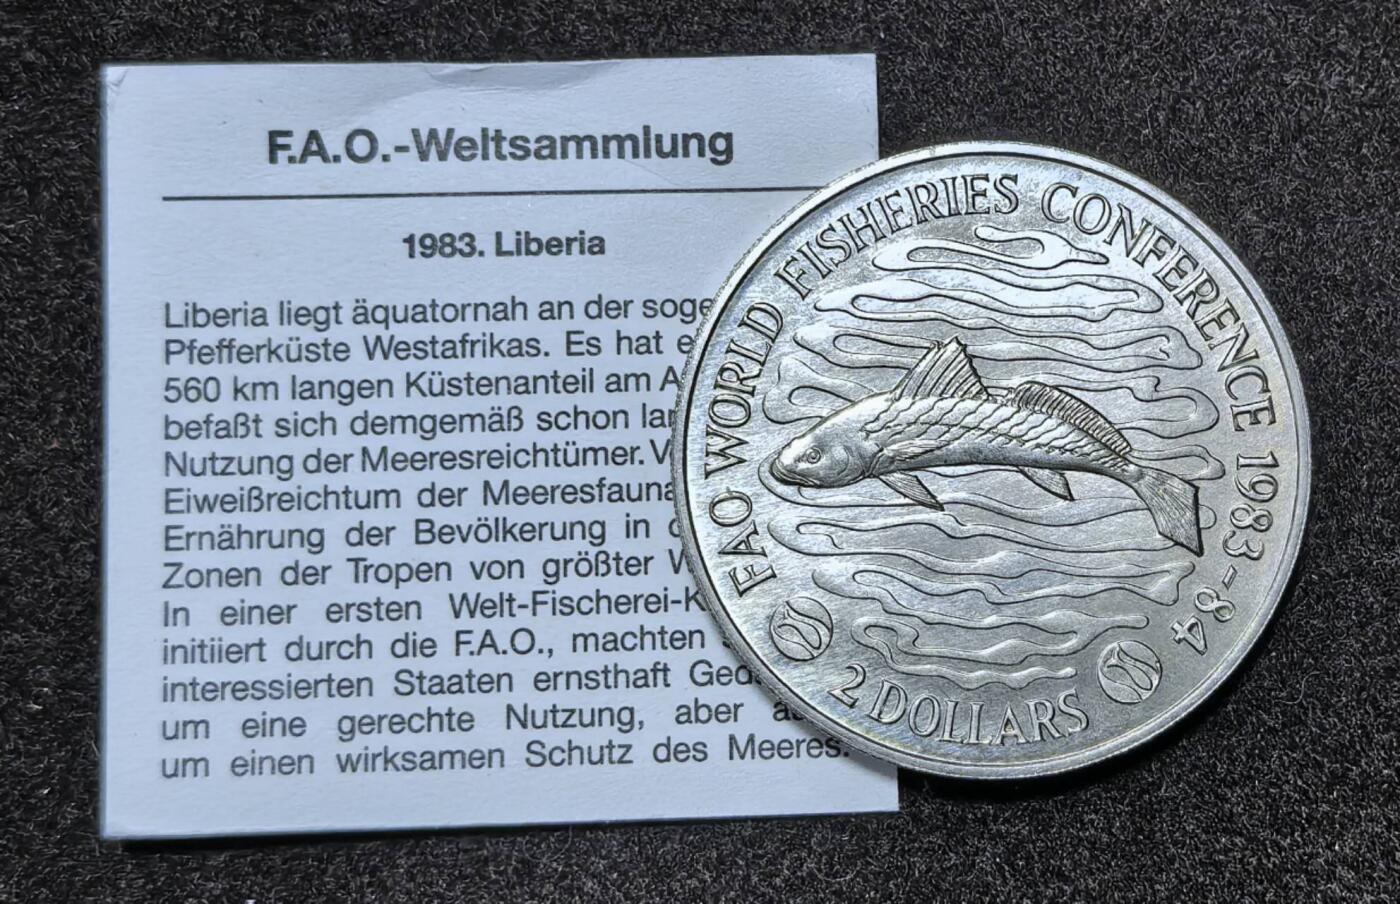 F.A.O.-Weltsammlung
1983. Liberia
Liberia liegt äquatornah an der
Pfefferküste Westafrikas. Es hat
560 km langen Küstenanteil am
befaßt sich demgemäß schon
Nutzung der Meeresreichtümer.
Eiweißreichtum der Meeresfauna
Ernährung der Bevölkerung in
Zonen der Tropen von größter
In einer ersten Welt-Fischerei-K
initiiert durch die F.A.O., machten
interessierten Staaten ernsthaft
um eine gerechte Nutzung, aber
um einen wirksamen Schutz des Meeres.
FAO WORLD FISHERIES CONFERENCE 1983-84
2 DOLLARS